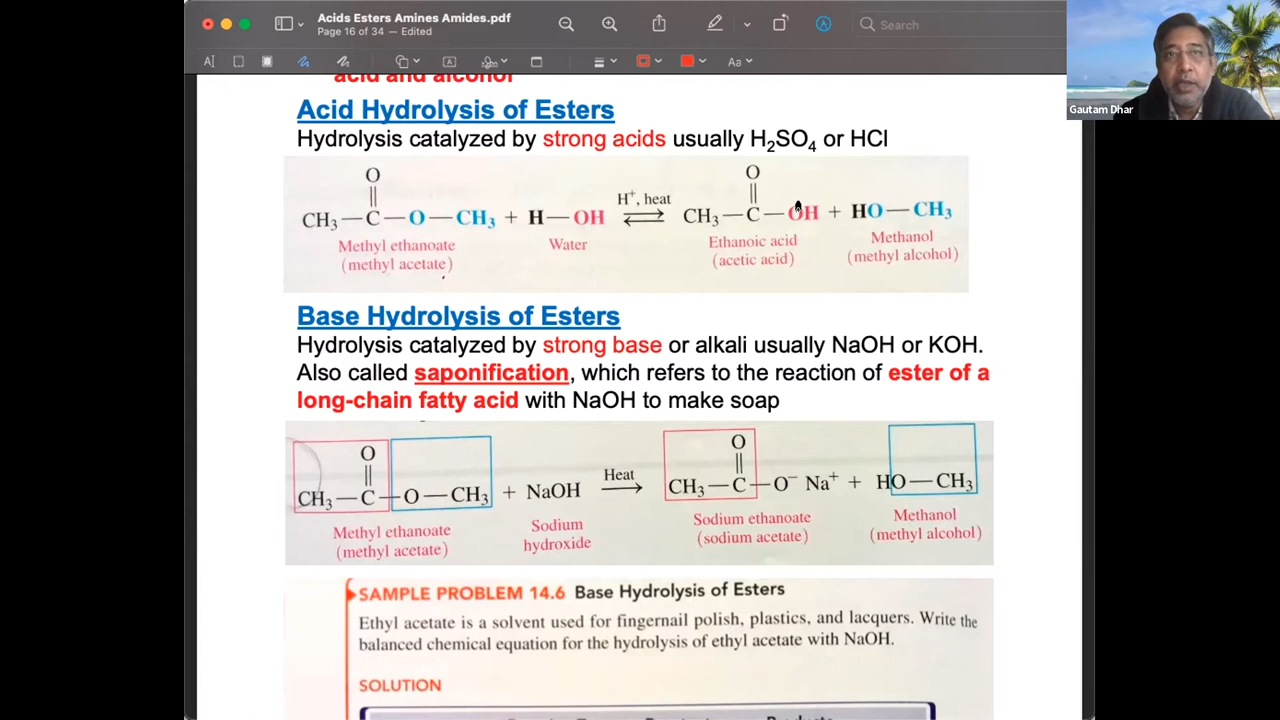 Acids Esters Amines Amides.pdf
Page 16 of 34 — Edited
Search
Gautam Dhar
acid and alcohol
Acid Hydrolysis of Esters
Hydrolysis catalyzed by strong acids usually H₂SO₄ or HCl
O
||
CH₃—C—O—CH₃ + H—OH
H⁺, heat
⇌
O
||
CH₃—C—OH + HO—CH₃
Methyl ethanoate
(methyl acetate)
Water
Ethanoic acid
(acetic acid)
Methanol
(methyl alcohol)
Base Hydrolysis of Esters
Hydrolysis catalyzed by strong base or alkali usually NaOH or KOH.
Also called saponification, which refers to the reaction of ester of a
long-chain fatty acid with NaOH to make soap
O
||
CH₃—C—O—CH₃ + NaOH
Heat
→
O
||
CH₃—C—O⁻ Na⁺ + HO—CH₃
Methyl ethanoate
(methyl acetate)
Sodium
hydroxide
Sodium ethanoate
(sodium acetate)
Methanol
(methyl alcohol)
SAMPLE PROBLEM 14.6 Base Hydrolysis of Esters
Ethyl acetate is a solvent used for fingernail polish, plastics, and lacquers. Write the
balanced chemical equation for the hydrolysis of ethyl acetate with NaOH.
SOLUTION